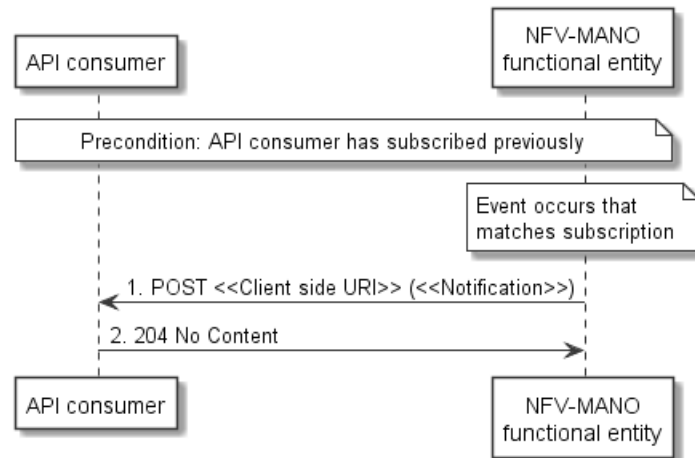 API consumer
NFV-MANO
functional entity
Precondition: API consumer has subscribed previously
Event occurs that
matches subscription
1. POST <<Client side URI>> (<<Notification>>)
2. 204 No Content
API consumer
NFV-MANO
functional entity